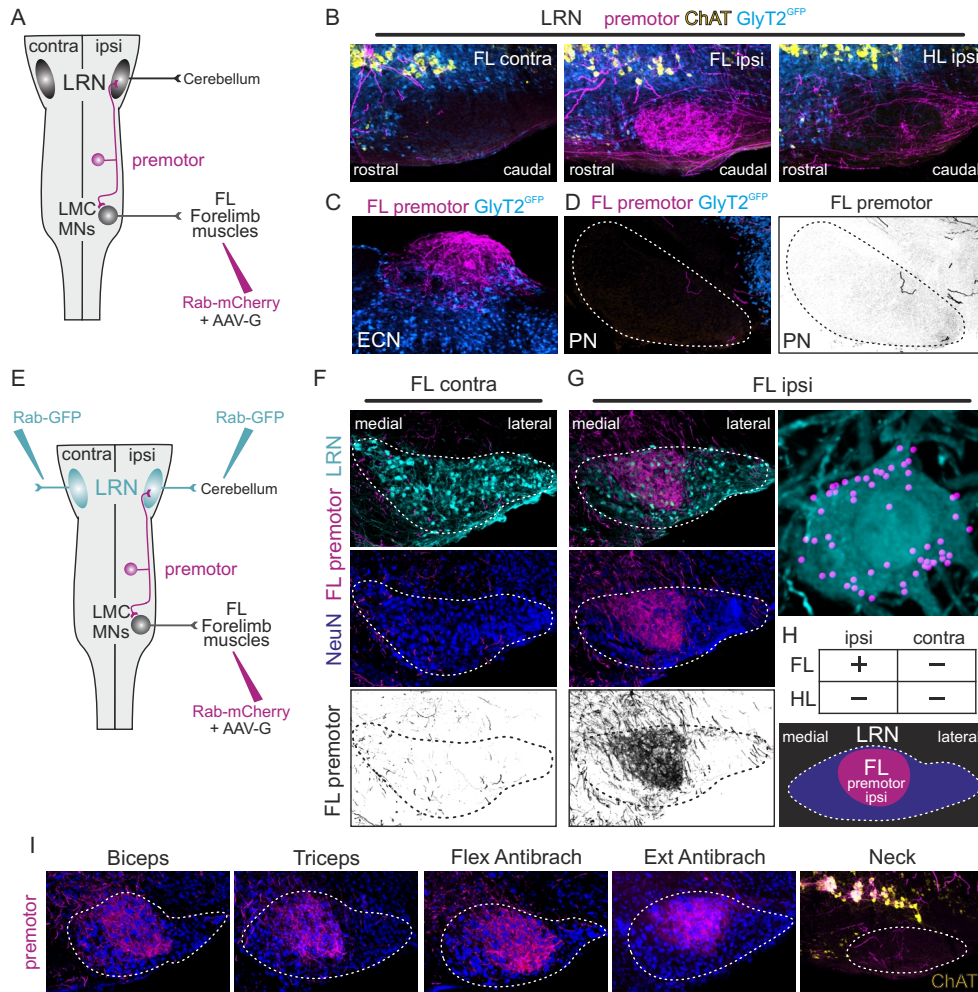 A
contra ipsi
LRN
Cerebellum
premotor
LMC
MNs
FL
Forelimb
muscles
Rab-mCherry
+ AAV-G
B
LRN premotor ChAT GlyT2GFP
FL contra
rostral caudal
FL ipsi
rostral caudal
HL ipsi
rostral caudal
C
FL premotor GlyT2GFP
ECN
D
FL premotor GlyT2GFP
PN
FL premotor
PN
E
Rab-GFP
Rab-GFP
contra ipsi
LRN
Cerebellum
premotor
LMC
MNs
FL
Forelimb
muscles
Rab-mCherry
+ AAV-G
F
FL contra
medial lateral
NeuN FL premotor LRN
FL premotor
G
FL ipsi
medial lateral
H
ipsi contra
FL + −
HL − −
medial LRN lateral
FL
premotor
ipsi
I
Biceps Triceps Flex Antibrach Ext Antibrach Neck
premotor
ChAT